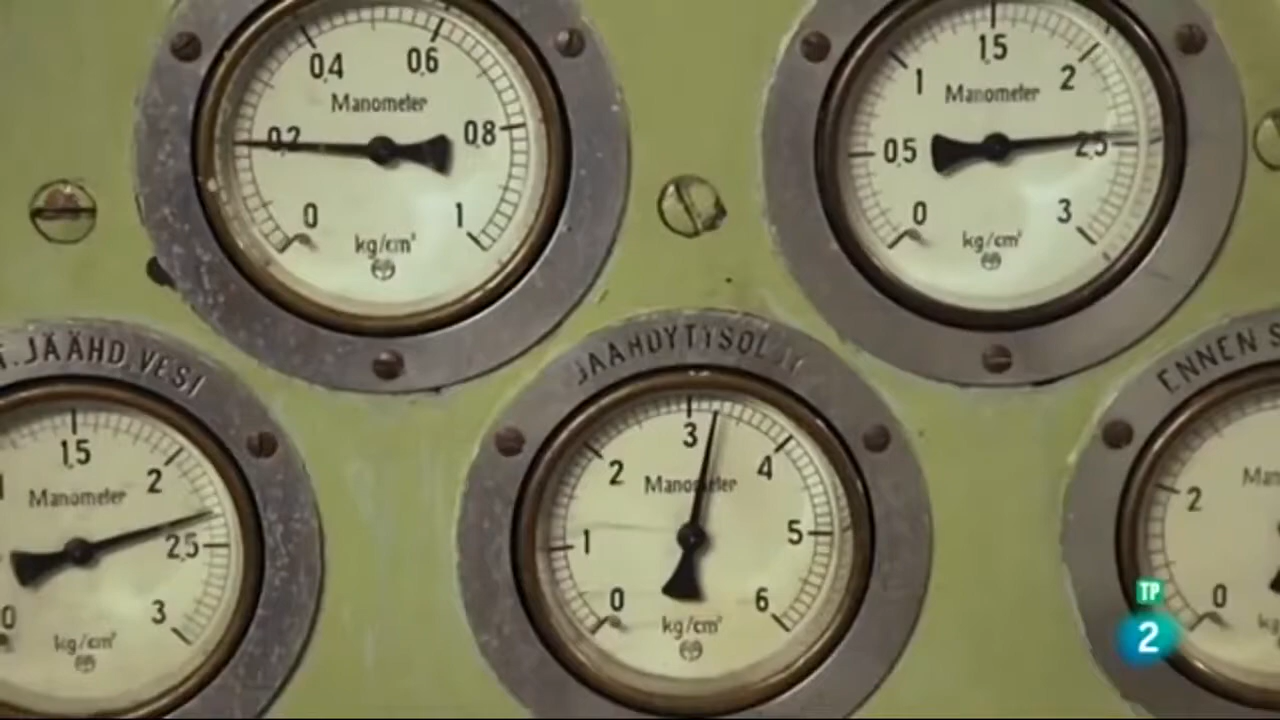 0,4 0,6
Manometer
0,2 0,8
0 1
kg/cm²
1,5
1 2
Manometer
0,5 2,5
0 3
kg/cm²
JÄÄHD.VESI
1,5
2
Manometer
2,5
0 3
kg/cm²
3
2 4
Manometer
1 5
0 6
kg/cm²
ENNEN
2
0
TP
2